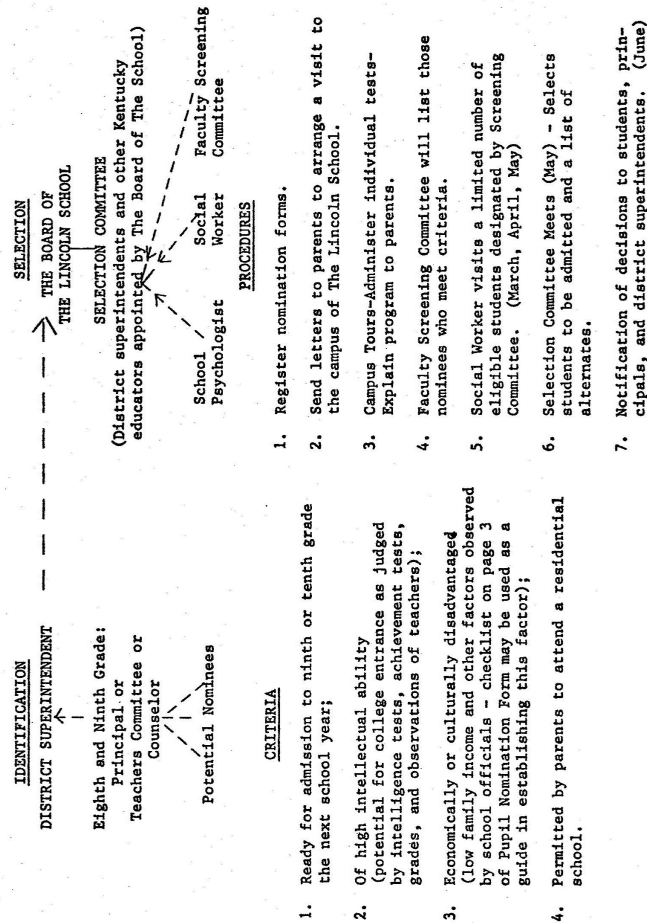 IDENTIFICATION
DISTRICT SUPERINTENDENT
Eighth and Ninth Grade:
Principal or
Teachers Committee or
Counselor
Potential Nominees
CRITERIA
1. Ready for admission to ninth or tenth grade
the next school year;
2. Of high intellectual ability
(potential for college entrance as judged
by intelligence tests, achievement tests,
grades, and observations of teachers);
3. Economically or culturally disadvantaged
(low family income and other factors observed
by school officials - checklist on page 3
of Pupil Nomination Form may be used as a
guide in establishing this factor);
4. Permitted by parents to attend a residential
school.
SELECTION
THE BOARD OF
THE LINCOLN SCHOOL
SELECTION COMMITTEE
(District superintendents and other Kentucky
educators appointed by The Board of The School)
School
Psychologist
Social
Worker
Faculty Screening
Committee
PROCEDURES
1. Register nomination forms.
2. Send letters to parents to arrange a visit to
the campus of The Lincoln School.
3. Campus Tours-Administer individual tests-
Explain program to parents.
4. Faculty Screening Committee will list those
nominees who meet criteria.
5. Social Worker visits a limited number of
eligible students designated by Screening
Committee. (March, April, May)
6. Selection Committee Meets (May) - Selects
students to be admitted and a list of
alternates.
7. Notification of decisions to students, prin-
cipals, and district superintendents. (June)